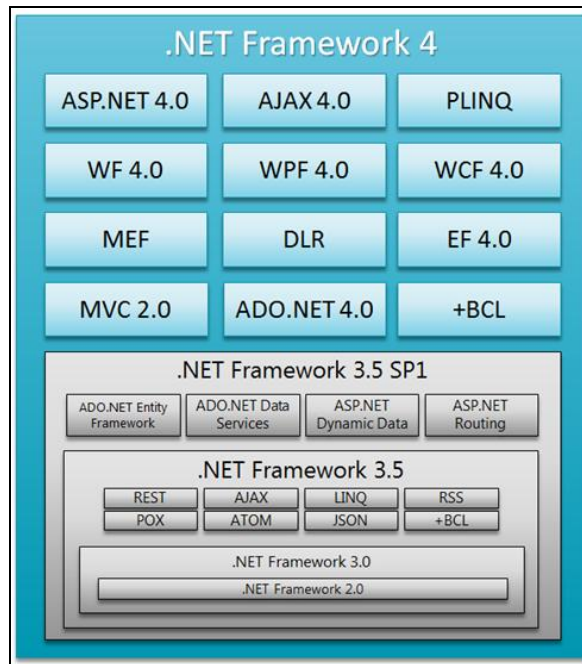 .NET Framework 4
ASP.NET 4.0 AJAX 4.0 PLINQ
WF 4.0 WPF 4.0 WCF 4.0
MEF DLR EF 4.0
MVC 2.0 ADO.NET 4.0 +BCL
.NET Framework 3.5 SP1
ADO.NET Entity ADO.NET Data ASP.NET ASP.NET
Framework Services Dynamic Data Routing
.NET Framework 3.5
REST AJAX LINQ RSS
POX ATOM JSON +BCL
.NET Framework 3.0
.NET Framework 2.0